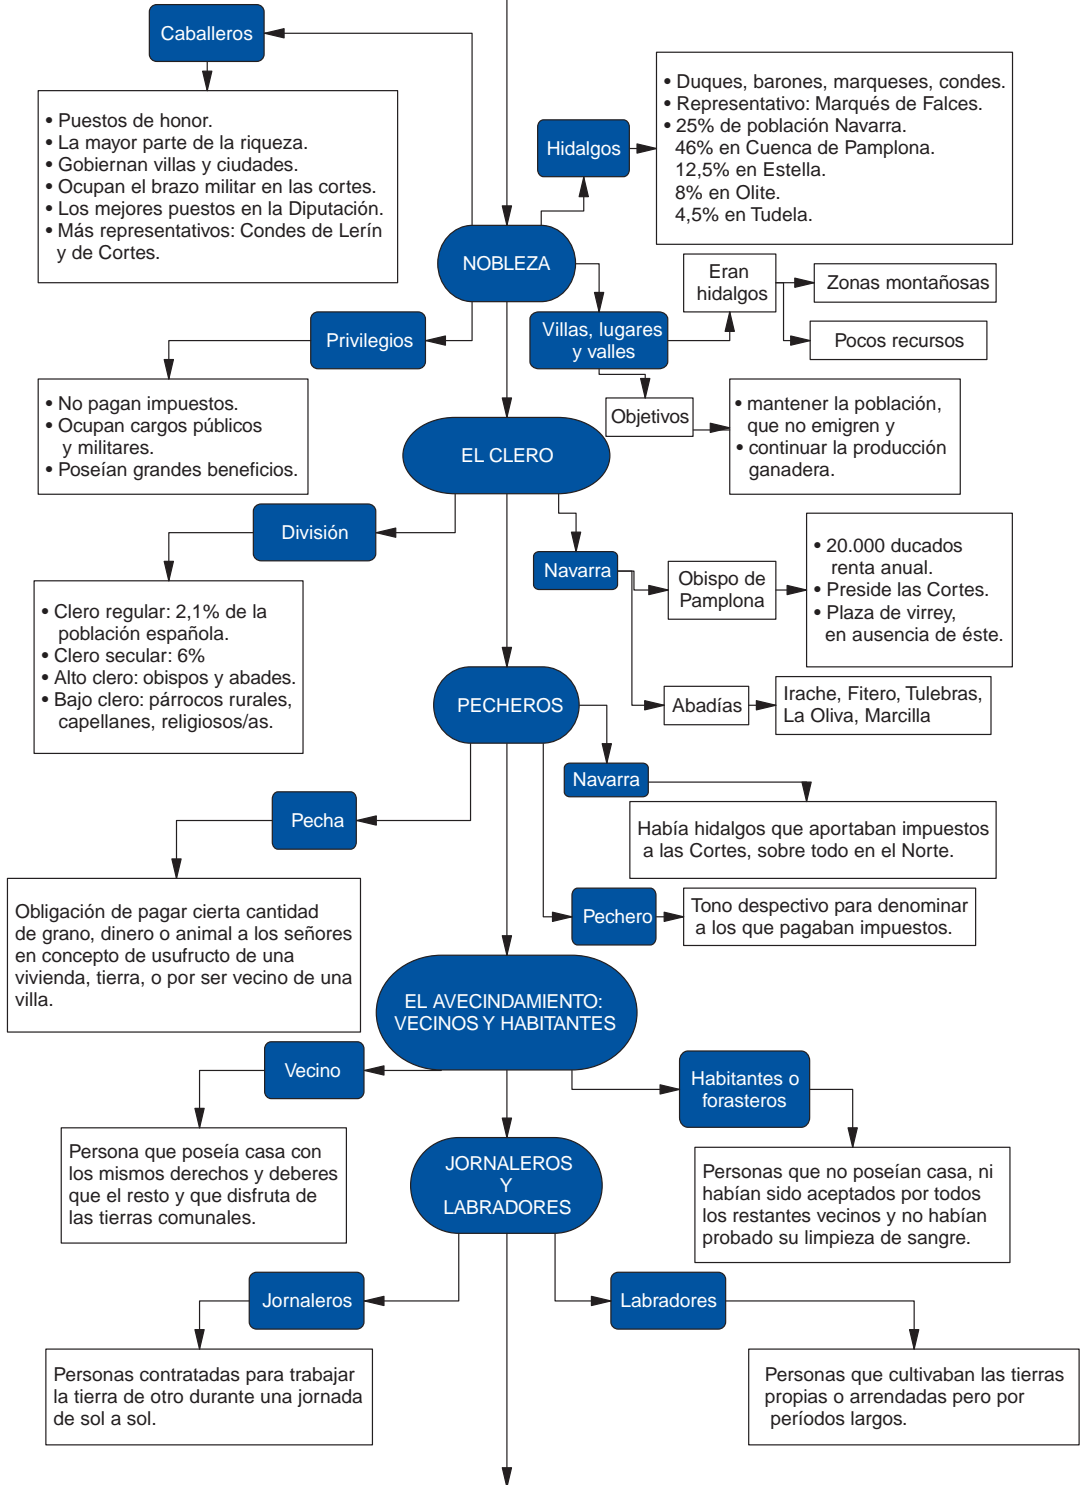 Caballeros
• Puestos de honor.
• La mayor parte de la riqueza.
• Gobiernan villas y ciudades.
• Ocupan el brazo militar en las cortes.
• Los mejores puestos en la Diputación.
• Más representativos: Condes de Lerín
y de Cortes.
Hidalgos
• Duques, barones, marqueses, condes.
• Representativo: Marqués de Falces.
• 25% de población Navarra.
46% en Cuenca de Pamplona.
12,5% en Estella.
8% en Olite.
4,5% en Tudela.
NOBLEZA
Privilegios
• No pagan impuestos.
• Ocupan cargos públicos
y militares.
• Poseían grandes beneficios.
Villas, lugares
y valles
Eran
hidalgos
Zonas montañosas
Pocos recursos
Objetivos
• mantener la población,
que no emigren y
• continuar la producción
ganadera.
EL CLERO
División
• Clero regular: 2,1% de la
población española.
• Clero secular: 6%
• Alto clero: obispos y abades.
• Bajo clero: párrocos rurales,
capellanes, religiosos/as.
Navarra
Obispo de
Pamplona
• 20.000 ducados
renta anual.
• Preside las Cortes.
• Plaza de virrey,
en ausencia de éste.
Abadías
Irache, Fitero, Tulebras,
La Oliva, Marcilla
PECHEROS
Pecha
Obligación de pagar cierta cantidad
de grano, dinero o animal a los señores
en concepto de usufructo de una
vivienda, tierra, o por ser vecino de una
villa.
Navarra
Había hidalgos que aportaban impuestos
a las Cortes, sobre todo en el Norte.
Pechero
Tono despectivo para denominar
a los que pagaban impuestos.
EL AVECINDAMIENTO:
VECINOS Y HABITANTES
Vecino
Persona que poseía casa con
los mismos derechos y deberes
que el resto y que disfruta de
las tierras comunales.
Habitantes o
forasteros
Personas que no poseían casa, ni
habían sido aceptados por todos
los restantes vecinos y no habían
probado su limpieza de sangre.
JORNALEROS
Y
LABRADORES
Jornaleros
Personas contratadas para trabajar
la tierra de otro durante una jornada
de sol a sol.
Labradores
Personas que cultivaban las tierras
propias o arrendadas pero por
períodos largos.